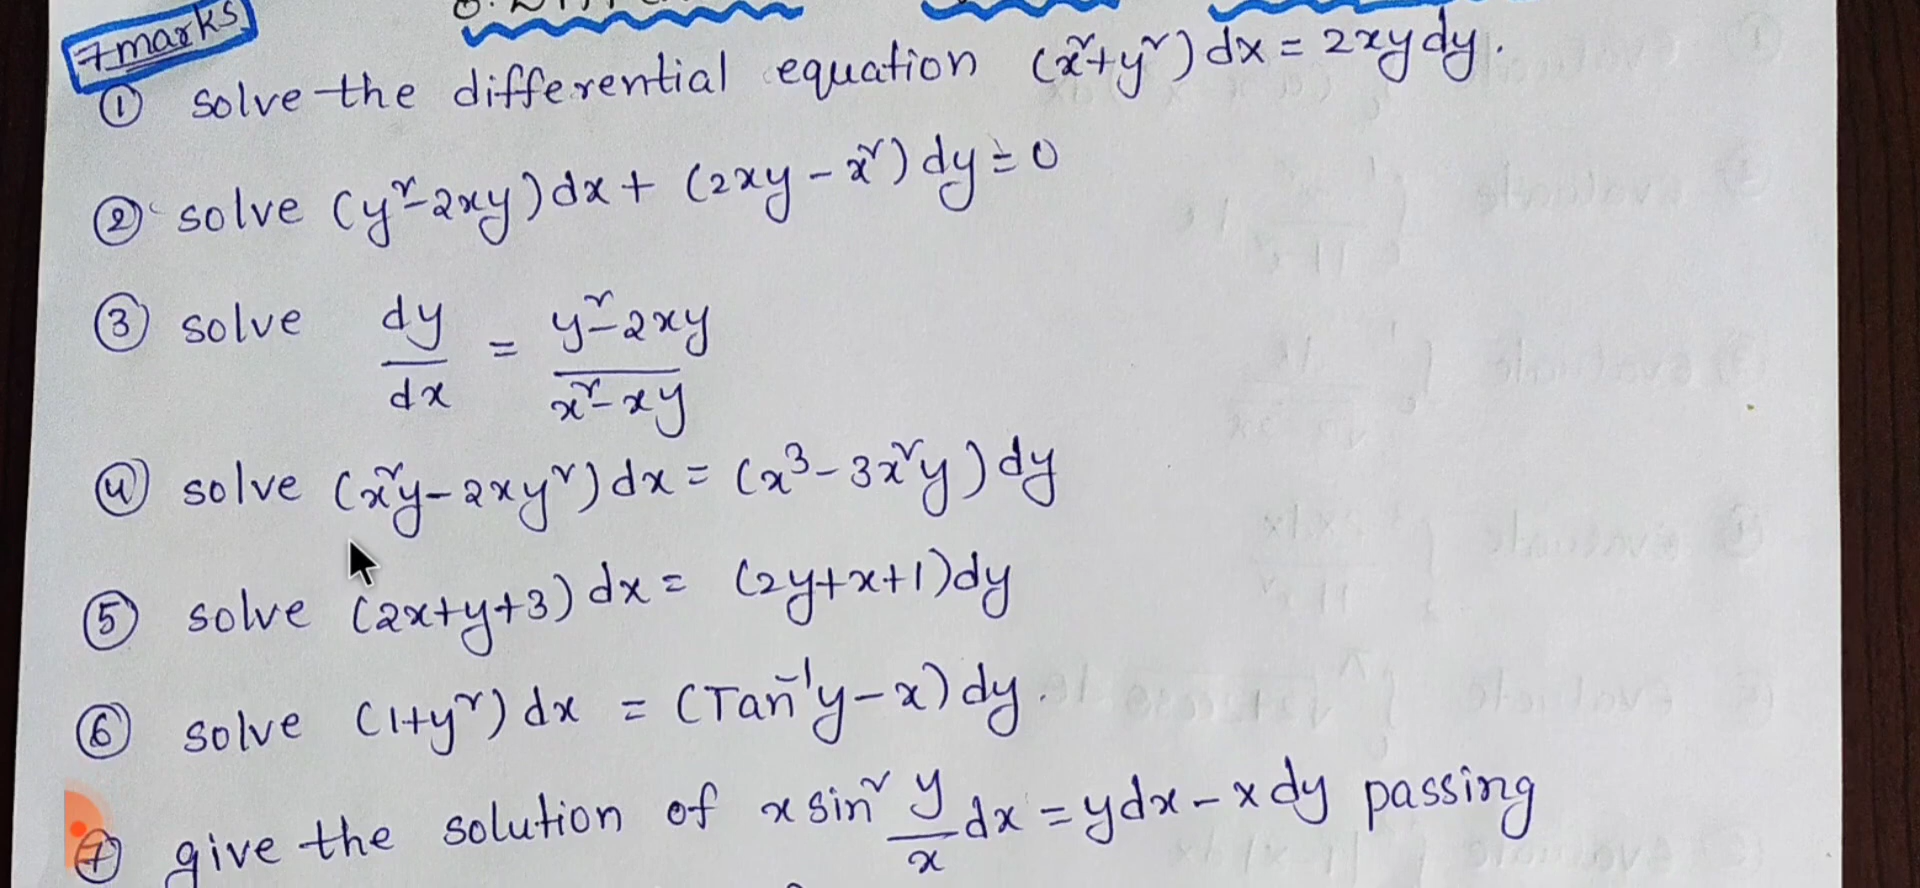 7 marks
① solve the differential equation (x²+y²) dx = 2xy dy.
② solve (y²-2xy) dx + (2xy - x²) dy = 0
③ solve dy/dx = y²-2xy / x²-xy
④ solve (x²y-2xy²) dx = (x³-3x²y) dy
⑤ solve (2x+y+3) dx = (2y+x+1) dy
⑥ solve (1+y²) dx = (Tan⁻¹y-x) dy.
⑦ give the solution of x sin² y/x dx = y dx - x dy passing